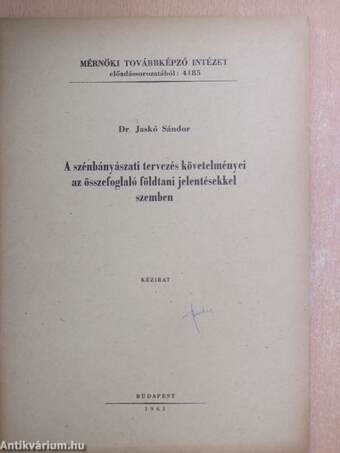 MÉRNÖKI TOVÁBBKÉPZŐ INTÉZET
előadássorozatából: 4185
Dr. Jaskó Sándor
A szénbányászati tervezés követelményei
az összefoglaló földtani jelentésekkel
szemben
KÉZIRAT
BUDAPEST
1963
Antikvárium.hu